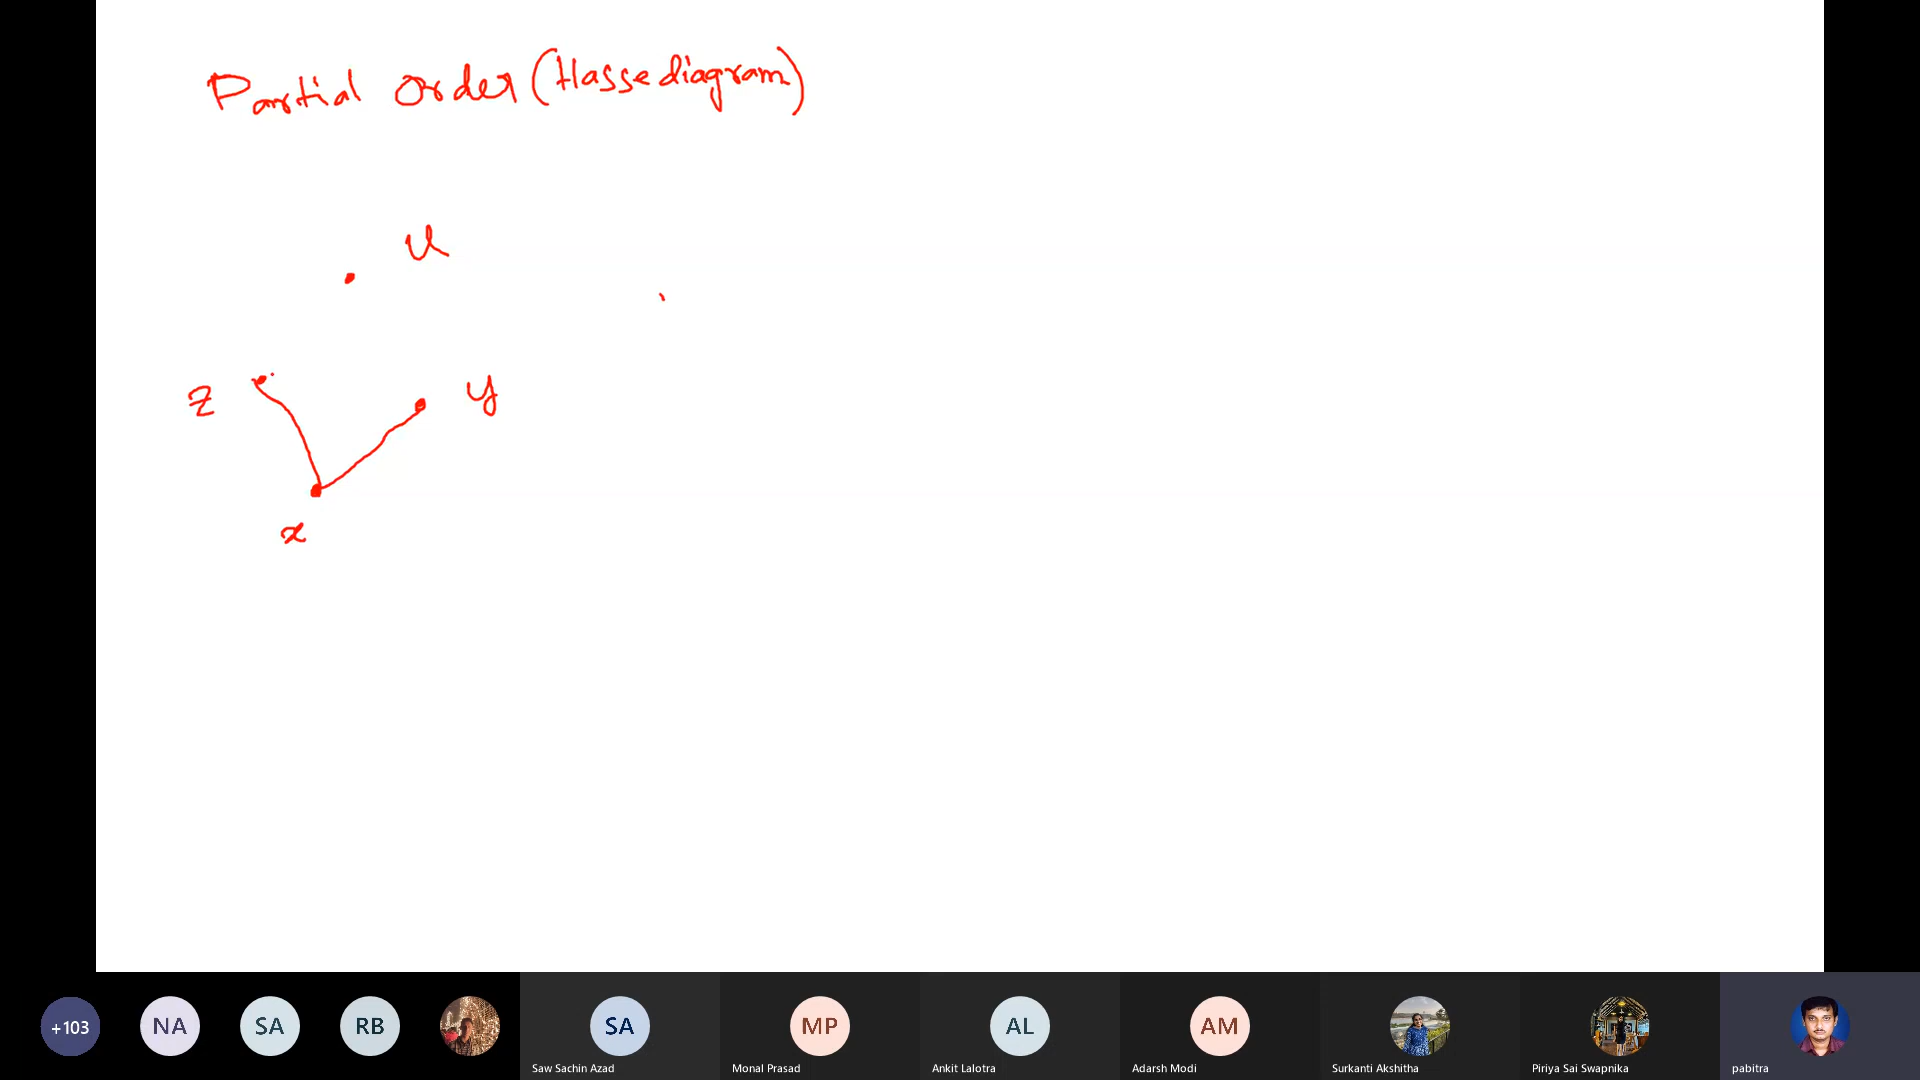 Partial Order (Hasse diagram)
u
z
y
x
+103
NA
SA
RB
SA
MP
AL
AM
Saw Sachin Azad
Monal Prasad
Ankit Lalotra
Adarsh Modi
Surkanti Akshitha
Piriya Sai Swapnika
pabitra